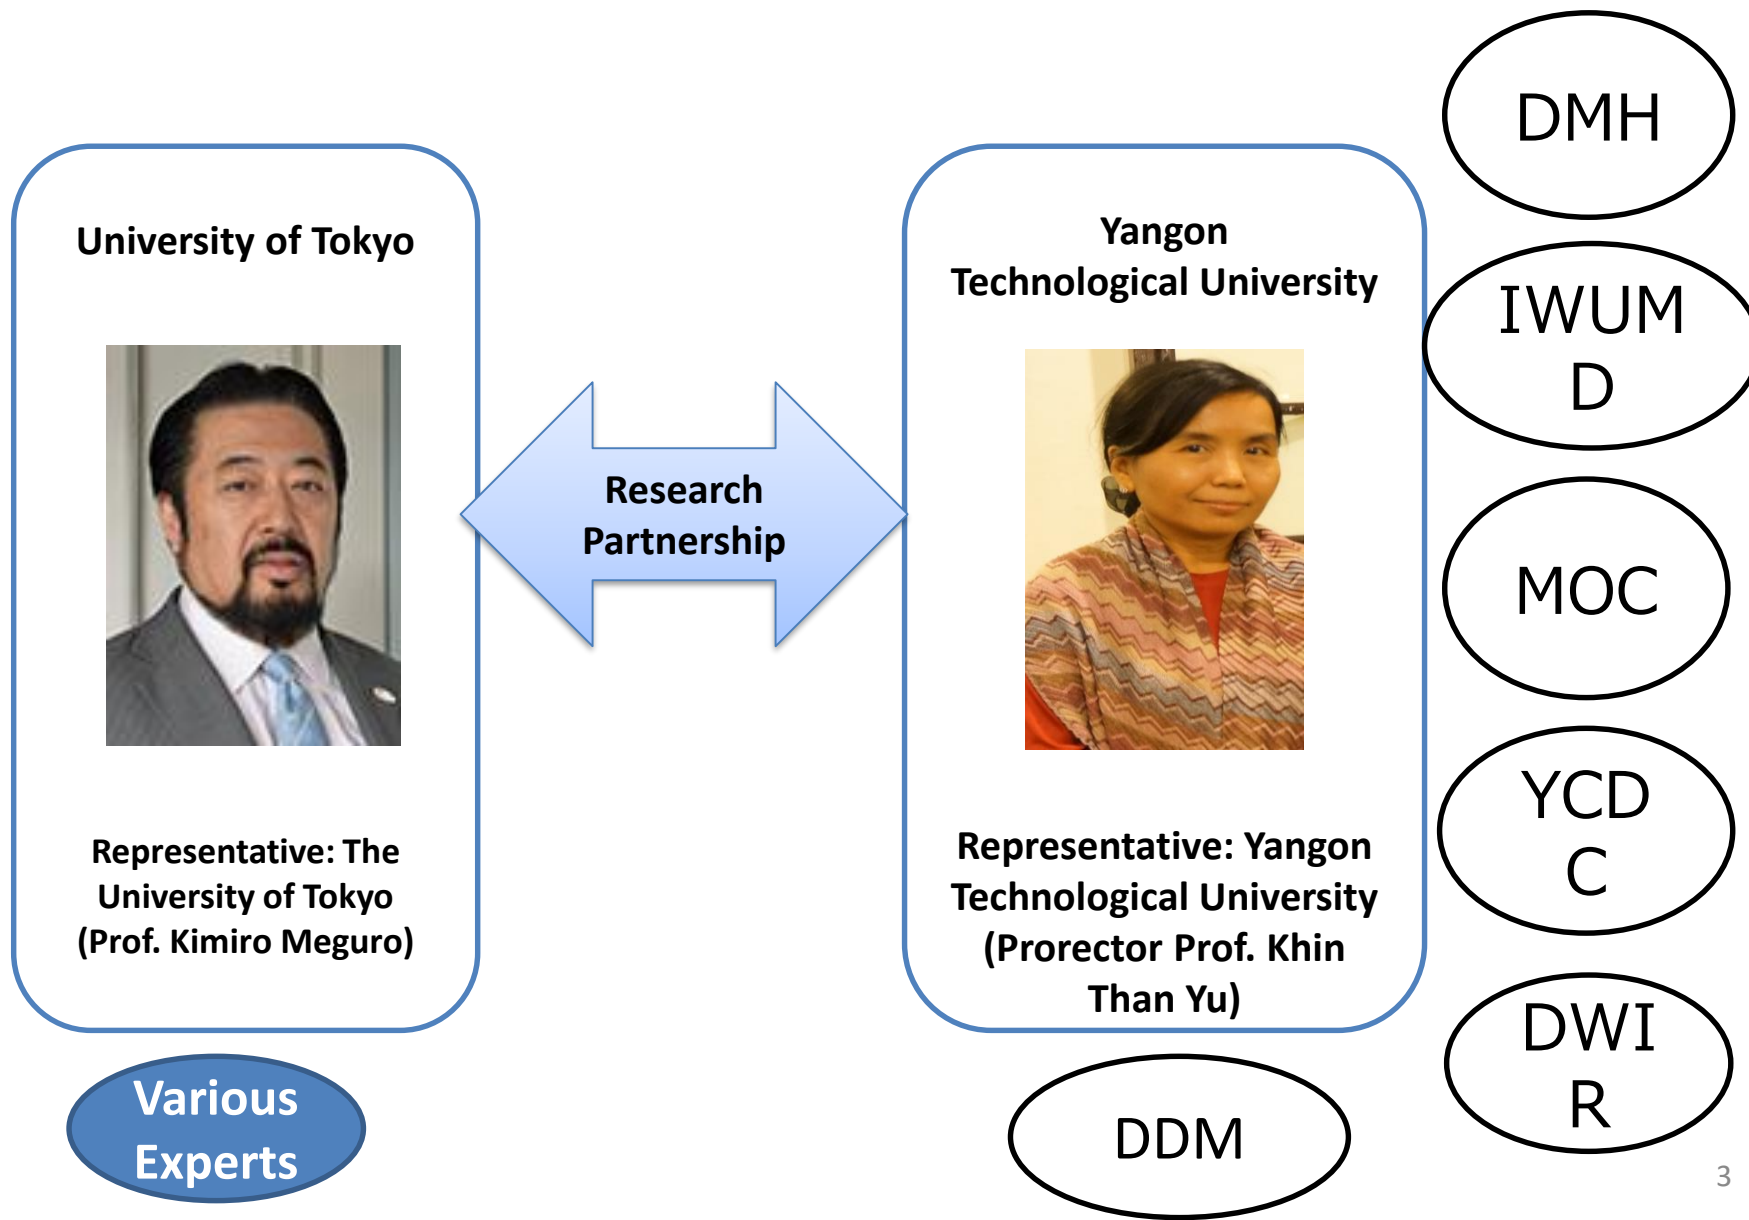 University of Tokyo
Representative: The
University of Tokyo
(Prof. Kimiro Meguro)
Various
Experts
Research
Partnership
Yangon
Technological University
Representative: Yangon
Technological University
(Prorector Prof. Khin
Than Yu)
DDM
DMH
IWUM
D
MOC
YCD
C
DWI
R
3